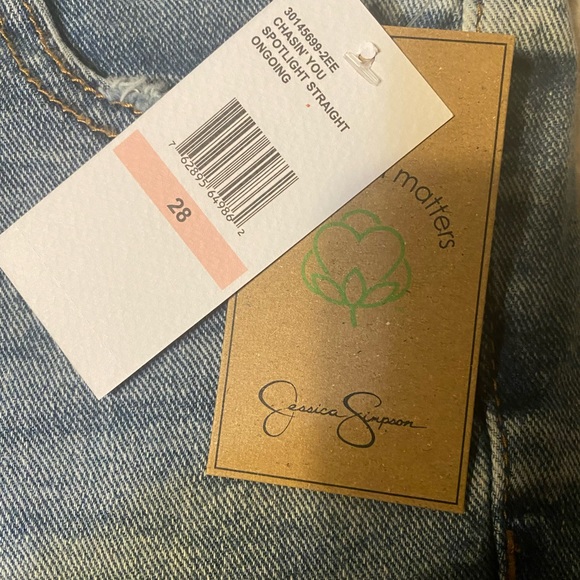 30145699-2EE
CHASIN' YOU
SPOTLIGHT STRAIGHT
ONGOING
7 62895 64986 2
28
matters
Jessica Simpson